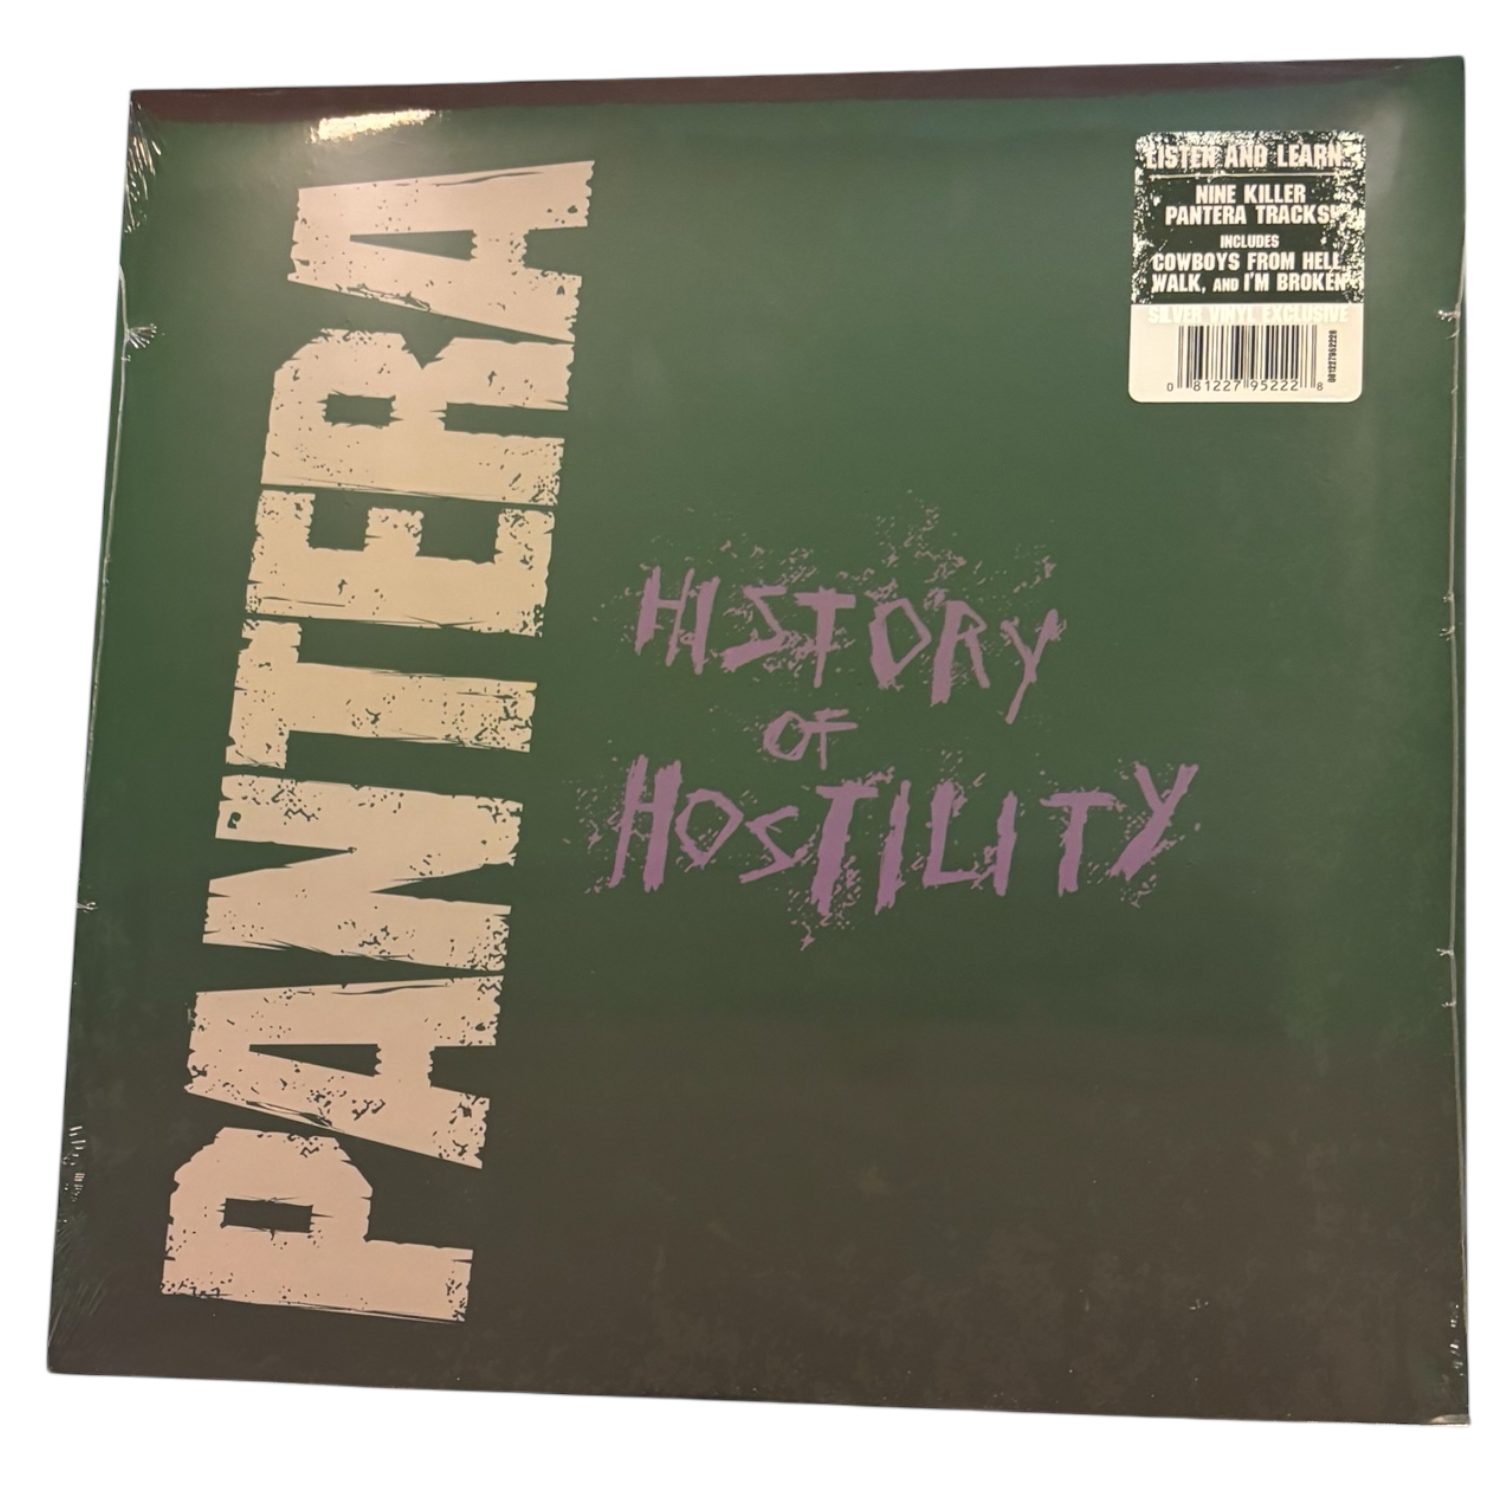 PANTERA
HISTORY
OF
HOSTILITY
LISTEN AND LEARN
NINE KILLER
PANTERA TRACKS!
INCLUDES
COWBOYS FROM HELL,
WALK, AND I'M BROKEN
SILVER VINYL EXCLUSIVE
0 81227 95222 8
081227952228